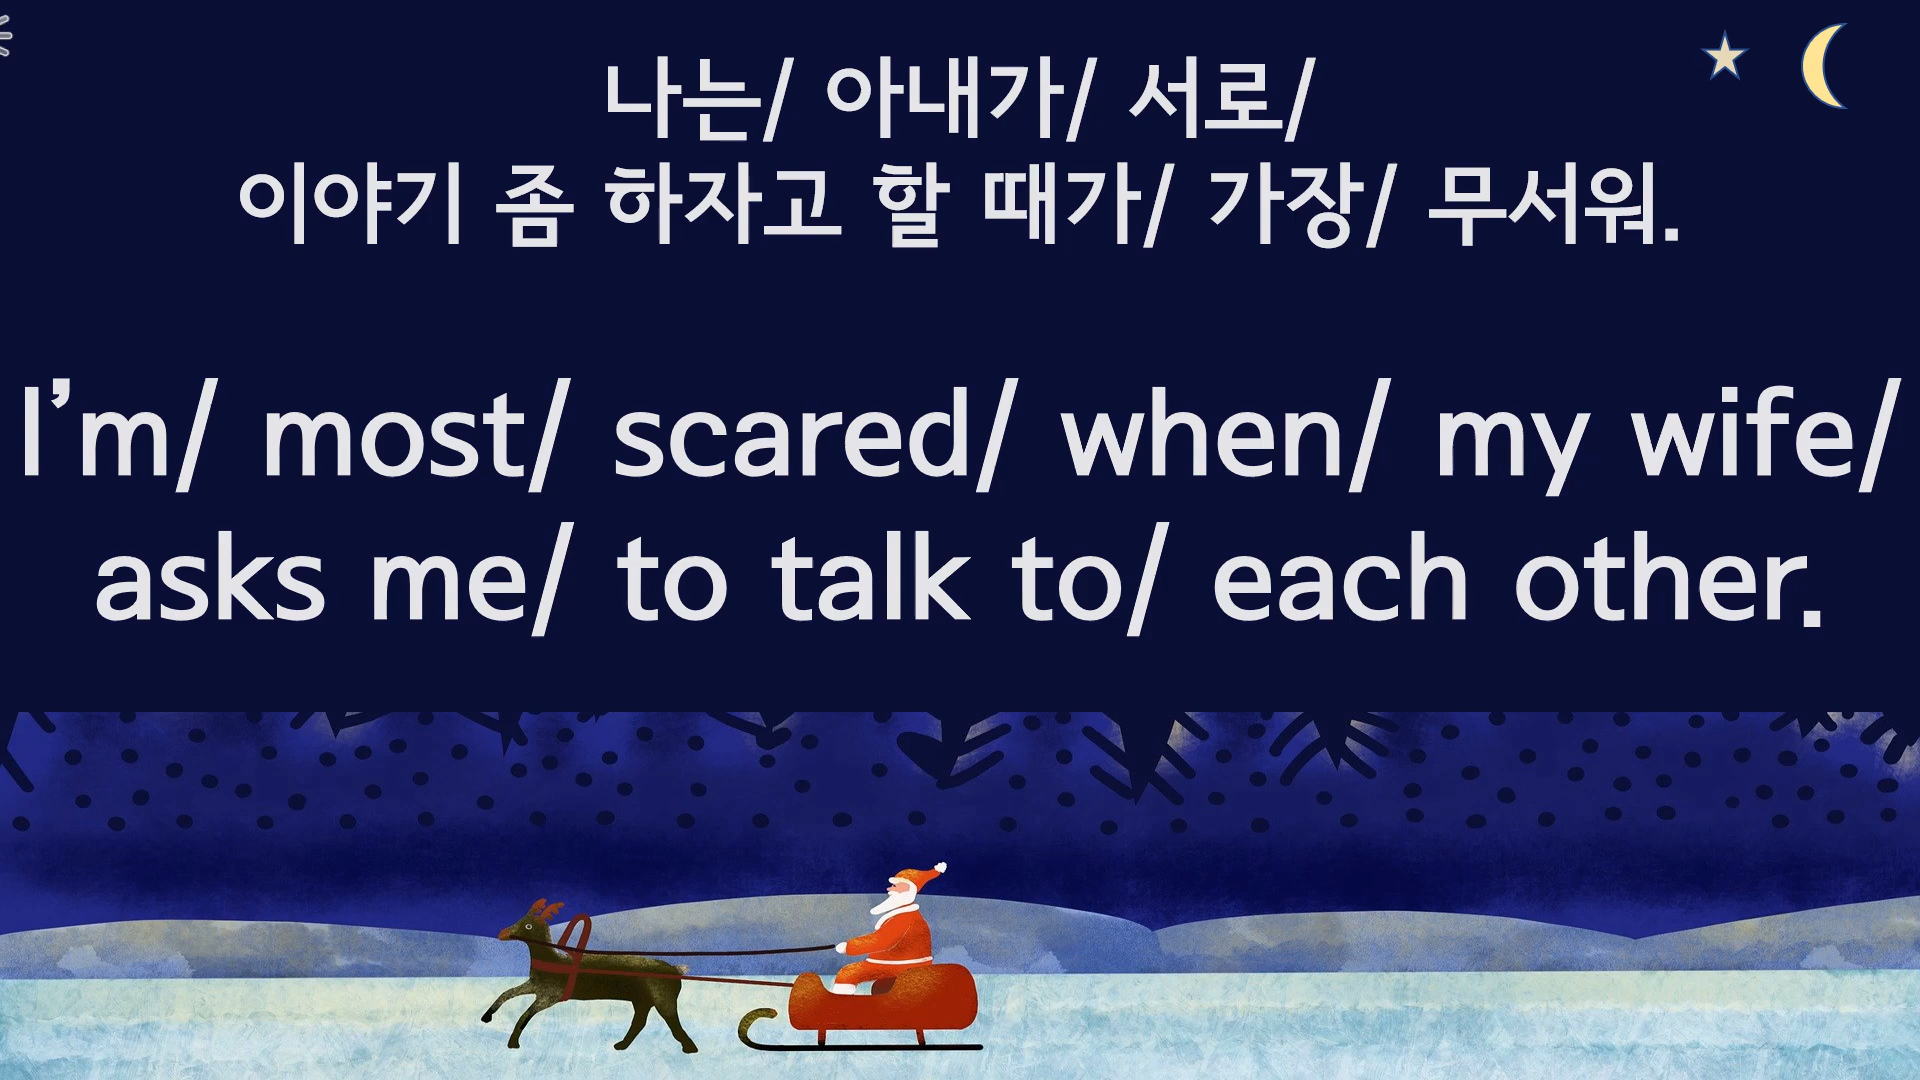 나는/ 아내가/ 서로/
이야기 좀 하자고 할 때가/ 가장/ 무서워.
I’m/ most/ scared/ when/ my wife/
asks me/ to talk to/ each other.